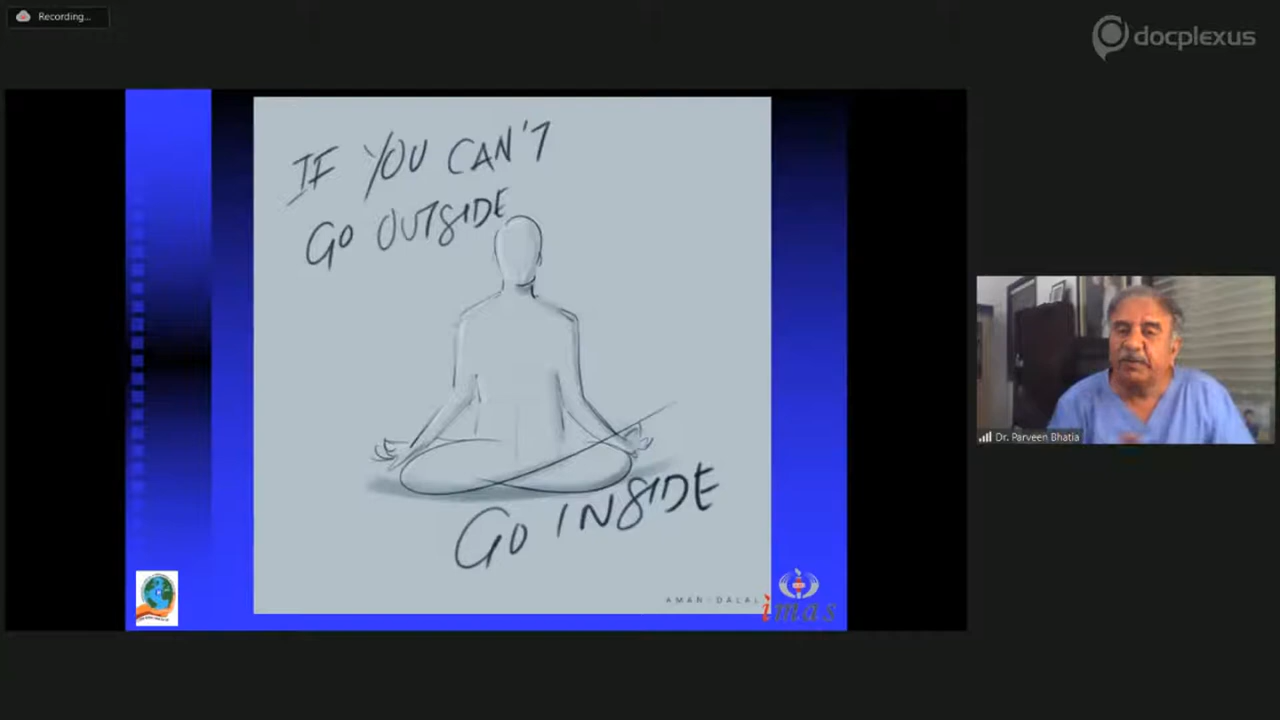 Recording...
docplexus
IF YOU CAN'T
GO OUTSIDE
GO INSIDE
AMAN DALAL
imas
Dr. Parveen Bhatia